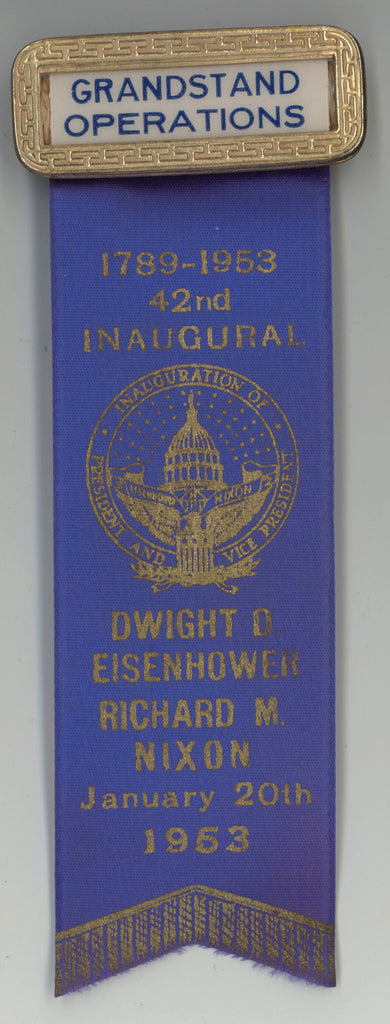 GRANDSTAND
OPERATIONS
1789-1953
42nd
INAUGURAL
INAUGURATION OF
PRESIDENT AND VICE PRESIDENT
NIXON
DWIGHT D.
EISENHOWER
RICHARD M.
NIXON
January 20th
1953